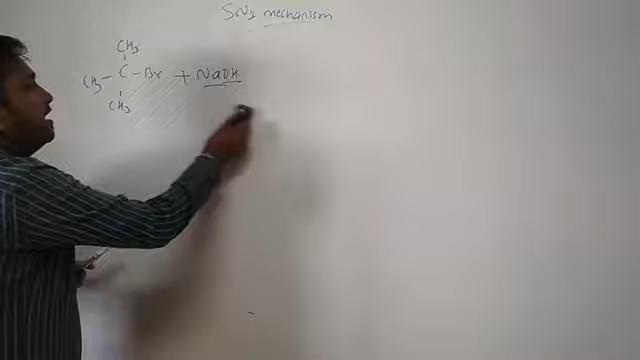 SN1 mechanism
CH3
CH3 - C - Br + NaOH
CH3